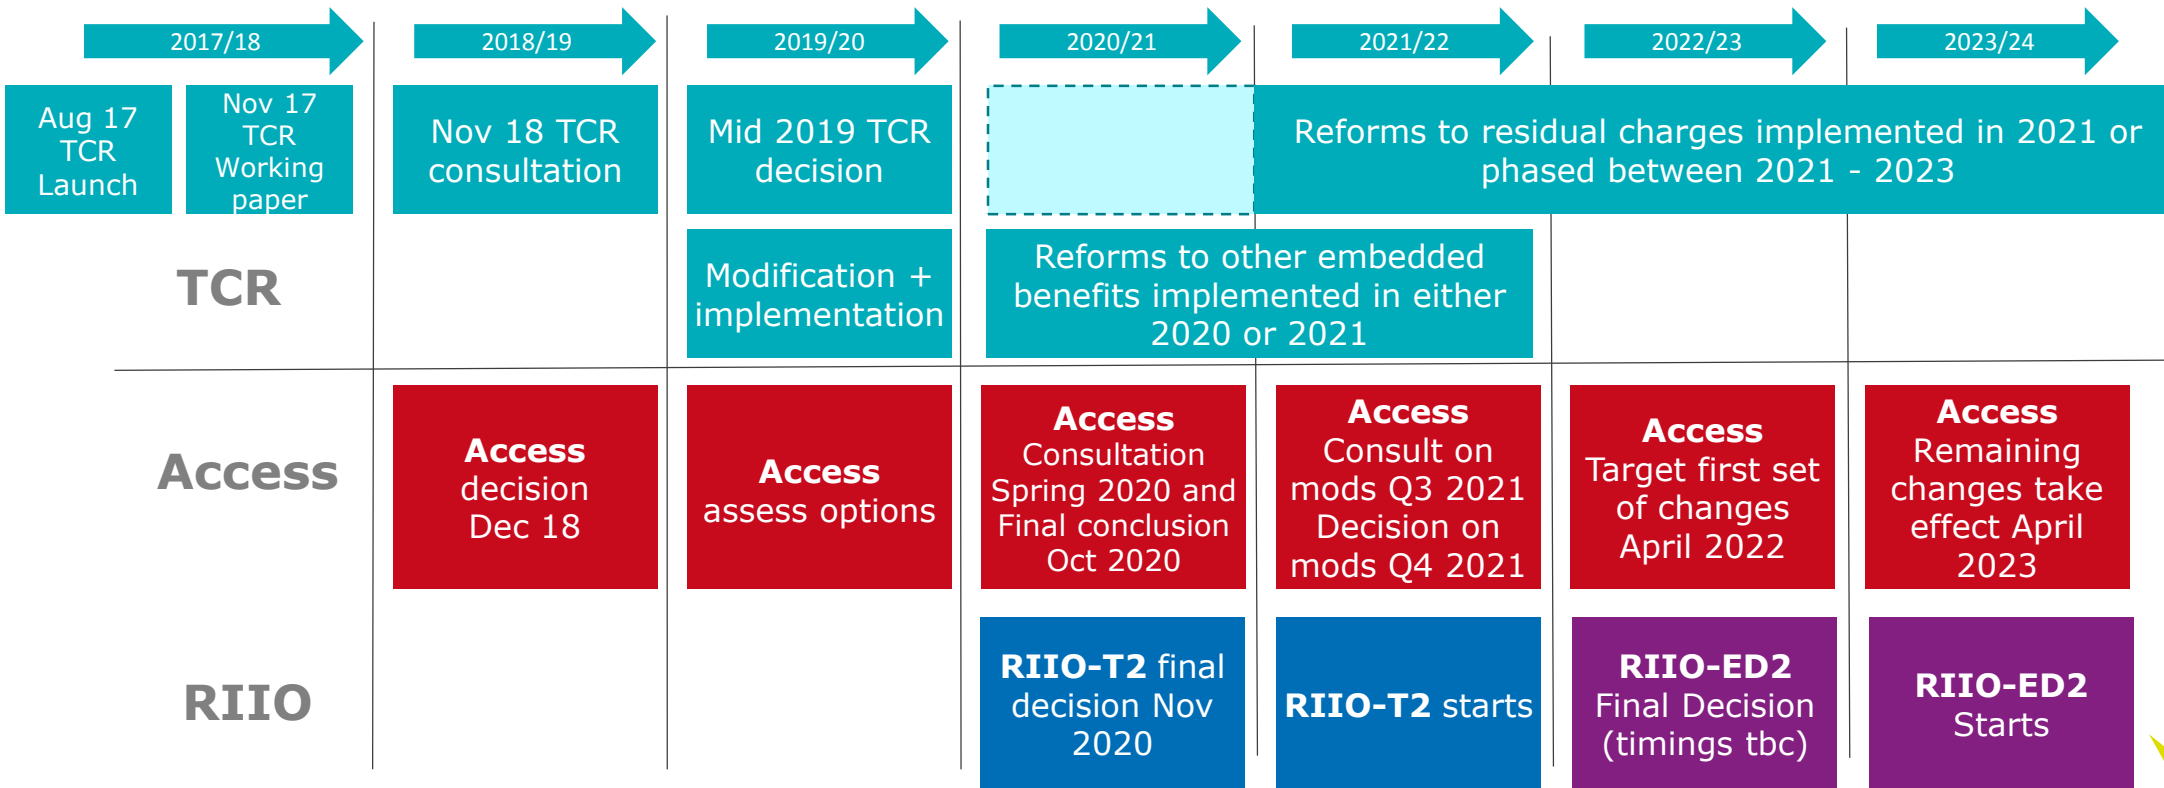 2017/18
2018/19
2019/20
2020/21
2021/22
2022/23
2023/24
Aug 17
TCR
Launch
Nov 17
TCR
Working
paper
Nov 18 TCR
consultation
Mid 2019 TCR
decision
Reforms to residual charges implemented in 2021 or
phased between 2021 - 2023
TCR
Modification +
implementation
Reforms to other embedded
benefits implemented in either
2020 or 2021
Access
Access
decision
Dec 18
Access
assess options
Access
Consultation
Spring 2020 and
Final conclusion
Oct 2020
Access
Consult on
mods Q3 2021
Decision on
mods Q4 2021
Access
Target first set
of changes
April 2022
Access
Remaining
changes take
effect April
2023
RIIO
RIIO-T2 final
decision Nov
2020
RIIO-T2 starts
RIIO-ED2
Final Decision
(timings tbc)
RIIO-ED2
Starts